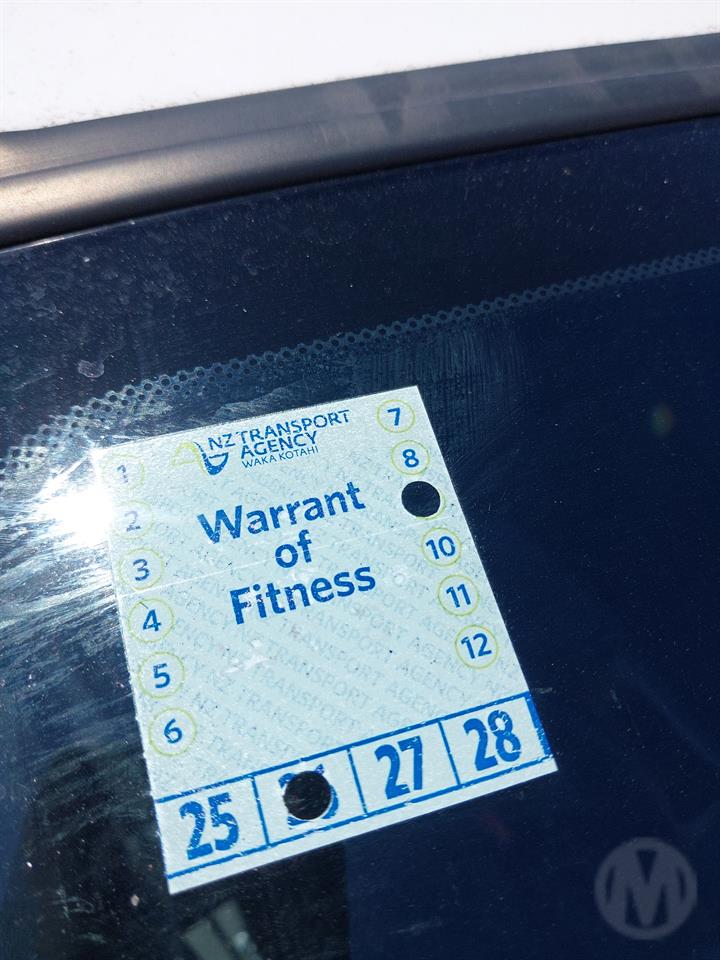 NZ TRANSPORT
AGENCY
WAKA KOTAHI
Warrant
of
Fitness
1
2
3
4
5
6
7
8
10
11
12
25
27
28
M